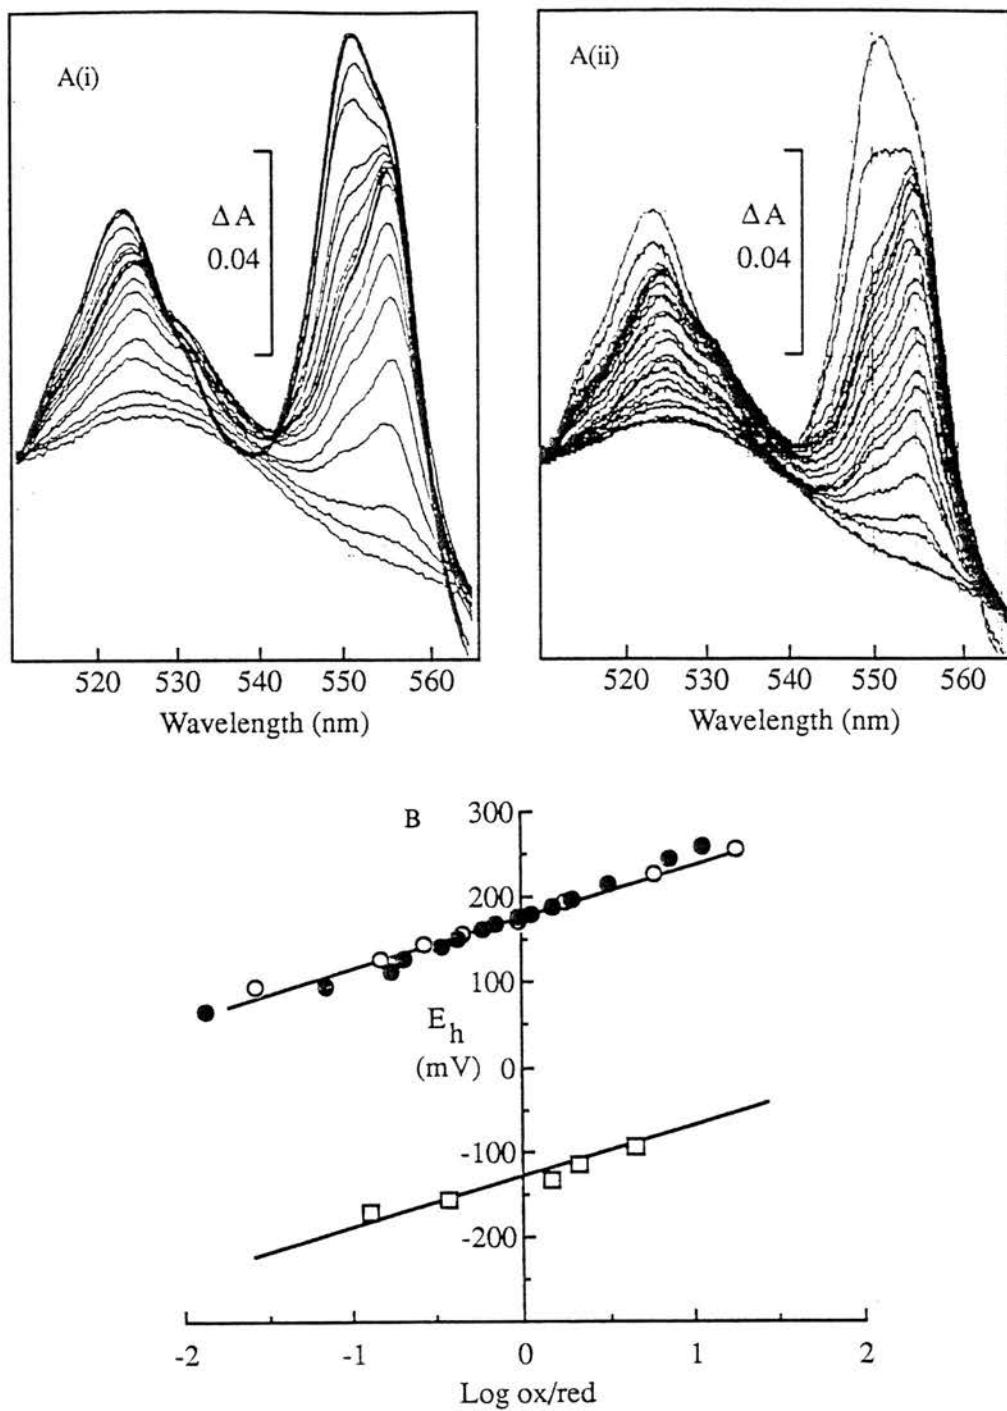 A(i)
ΔA
0.04
520 530 540 550 560
Wavelength (nm)
A(ii)
ΔA
0.04
520 530 540 550 560
Wavelength (nm)
B
300
200
100
E_h
(mV)
0
-100
-200
-2 -1 0 1 2
Log ox/red